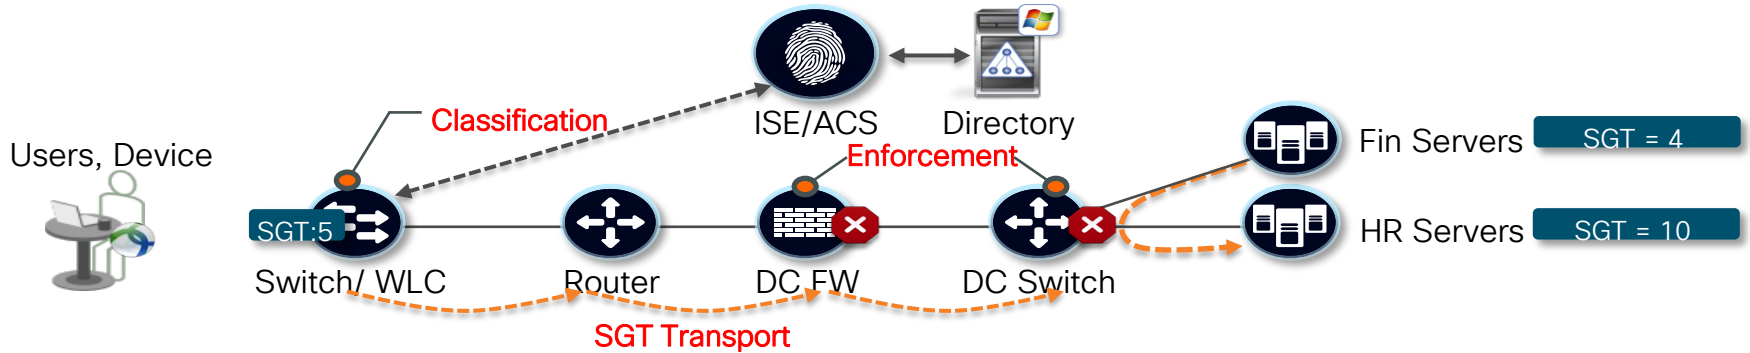 Classification
ISE/ACS
Directory
Users, Device
Enforcement
Fin Servers
SGT = 4
SGT:5
HR Servers
SGT = 10
Switch/ WLC
Router
DC FW
DC Switch
SGT Transport